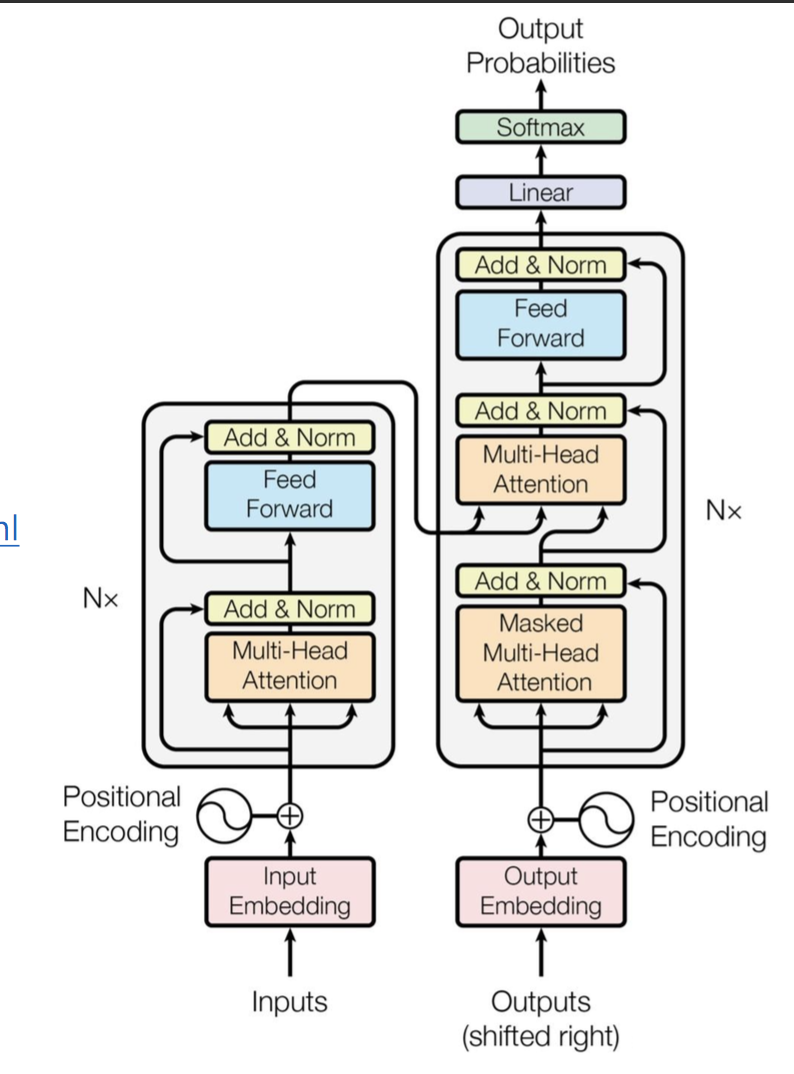 Output
Probabilities
Softmax
Linear
Add & Norm
Feed
Forward
Add & Norm
Multi-Head
Attention
Add & Norm
Masked
Multi-Head
Attention
Nx
Add & Norm
Feed
Forward
Add & Norm
Multi-Head
Attention
Nx
Positional
Encoding
Positional
Encoding
Input
Embedding
Output
Embedding
Inputs
Outputs
(shifted right)